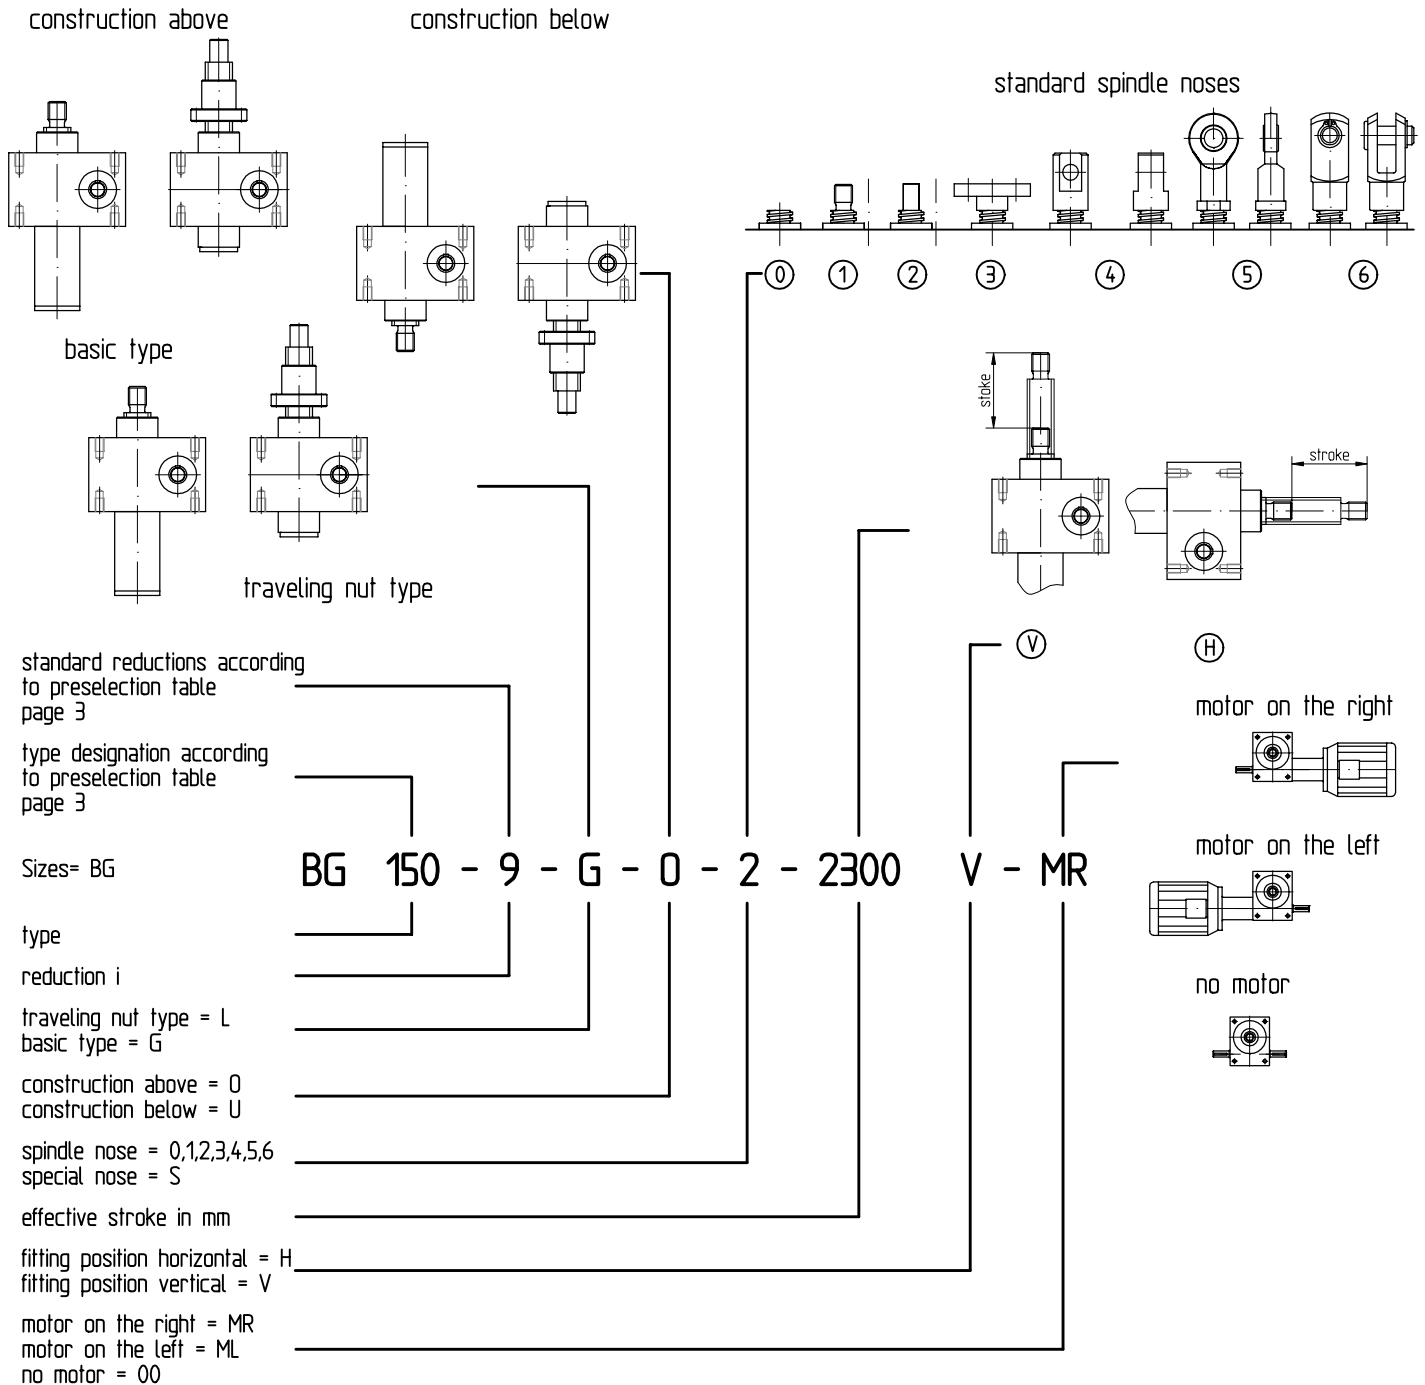 construction above
construction below
standard spindle noses
0 1 2 3 4 5 6
basic type
traveling nut type
stoke
stroke
V
H
standard reductions according
to preselection table
page 3
type designation according
to preselection table
page 3
motor on the right
motor on the left
no motor
Sizes= BG
BG 150 - 9 - G - O - 2 - 2300 V - MR
type
reduction i
traveling nut type = L
basic type = G
construction above = O
construction below = U
spindle nose = 0,1,2,3,4,5,6
special nose = S
effective stroke in mm
fitting position horizontal = H
fitting position vertical = V
motor on the right = MR
motor on the left = ML
no motor = 00